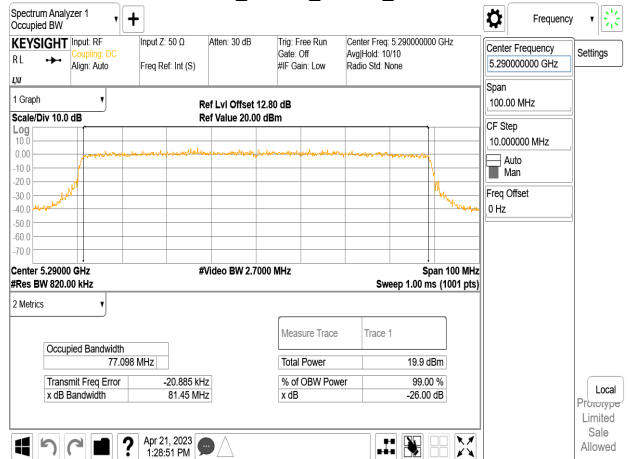 Spectrum Analyzer 1
Occupied BW
Frequency
KEYSIGHT
Input: RF
Coupling: DC
Align: Auto
Input Z: 50 Ω
Freq Ref: Int (S)
Atten: 30 dB
Trig: Free Run
Gate: Off
#IF Gain: Low
Center Freq: 5.290000000 GHz
Avg|Hold: 10/10
Radio Std: None
R L
LXI
Center Frequency
5.290000000 GHz
Settings
Span
100.00 MHz
CF Step
10.000000 MHz
Auto
Man
Freq Offset
0 Hz
1 Graph
Ref Lvl Offset 12.80 dB
Scale/Div 10.0 dB
Ref Value 20.00 dBm
Log
10.0
0.00
-10.0
-20.0
-30.0
-40.0
-50.0
-60.0
-70.0
Center 5.29000 GHz
#Video BW 2.7000 MHz
Span 100 MHz
#Res BW 820.00 kHz
Sweep 1.00 ms (1001 pts)
2 Metrics
Measure Trace
Trace 1
Occupied Bandwidth
77.098 MHz
Total Power
19.9 dBm
Transmit Freq Error
-20.885 kHz
% of OBW Power
99.00 %
x dB Bandwidth
81.45 MHz
x dB
-26.00 dB
Local
Prototype
Limited
Sale
Allowed
?
Apr 21, 2023
1:28:51 PM